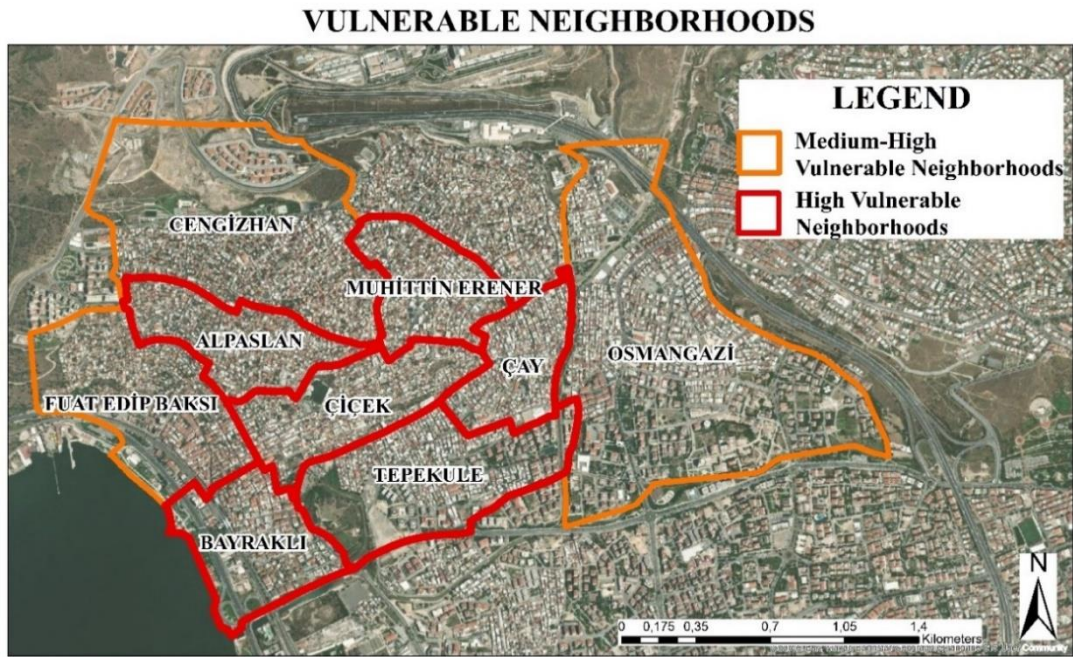 VULNERABLE NEIGHBORHOODS
LEGEND
Medium-High
Vulnerable Neighborhoods
High Vulnerable
Neighborhoods
CENGİZHAN
MUHİTTİN ERENER
ALPASLAN
OSMANGAZİ
ÇAY
FUAT EDİP BAKSI
ÇİÇEK
TEPEKULE
BAYRAKLI
N
0 0,175 0,35 0,7 1,05 1,4
Kilometers
Community